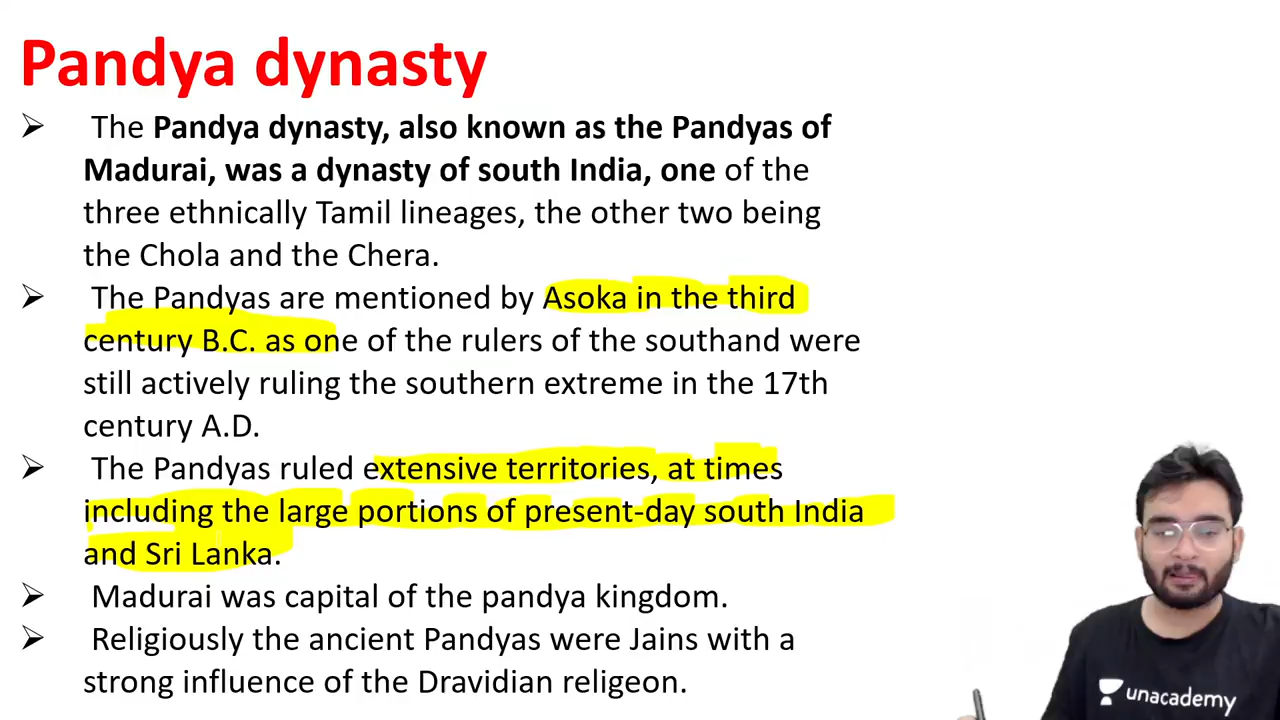 Pandya dynasty
➢ The Pandya dynasty, also known as the Pandyas of
Madurai, was a dynasty of south India, one of the
three ethnically Tamil lineages, the other two being
the Chola and the Chera.
➢ The Pandyas are mentioned by Asoka in the third
century B.C. as one of the rulers of the southand were
still actively ruling the southern extreme in the 17th
century A.D.
➢ The Pandyas ruled extensive territories, at times
including the large portions of present-day south India
and Sri Lanka.
➢ Madurai was capital of the pandya kingdom.
➢ Religiously the ancient Pandyas were Jains with a
strong influence of the Dravidian religeon.
unacademy